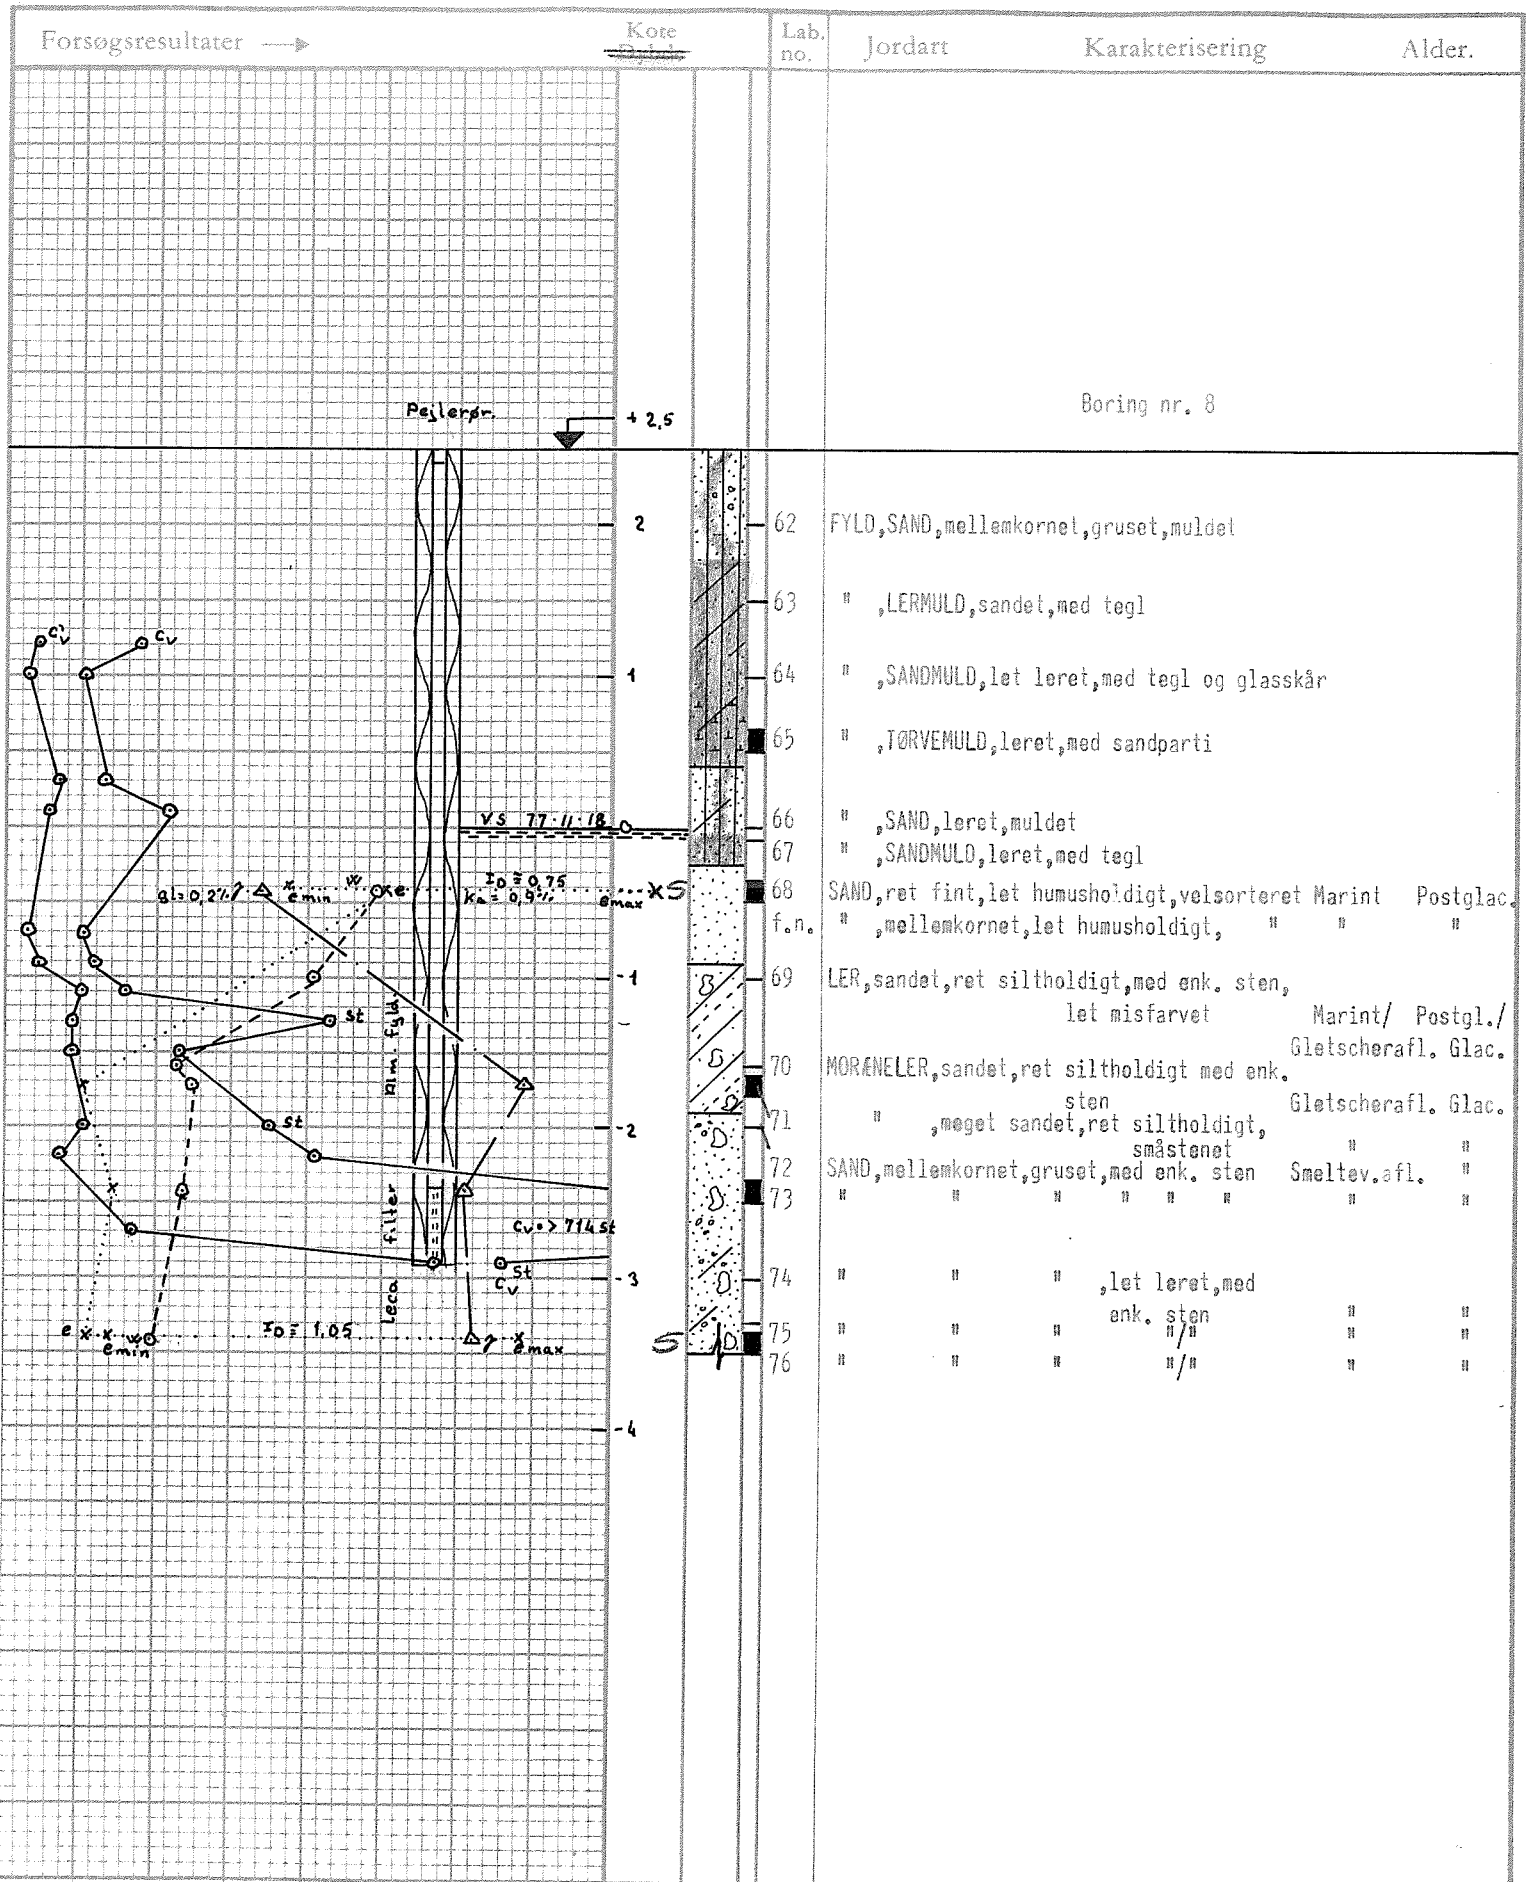 Forsøgsresultater → Kote Lab. no. Jordart Karakterisering Alder.
Boring nr. 8
Pejlerør.
+ 2,5
2 62 FYLD,SAND,mellemkornet,gruset,muldet
63 " ,LERMULD,sandet,med tegl
c'v cv
1 64 " ,SANDMULD,let leret,med tegl og glasskår
65 " ,TØRVEMULD,leret,med sandparti
VS 77-11-18 0 66 " ,SAND,leret,muldet
67 " ,SANDMULD,leret,med tegl
gl=0,2% γ x emin w x e ID = 0,75 ka = 0,9% emax x S 68 SAND,ret fint,let humusholdigt,velsorteret Marint Postglac.
f.n. " ,mellemkornet,let humusholdigt, " " "
-1 69 LER,sandet,ret siltholdigt,med enk. sten,
st let misfarvet Marint/ Postgl./
Gletscherafl. Glac.
Alm. fyld
70 MORÆNELER,sandet,ret siltholdigt med enk.
sten Gletscherafl. Glac.
st -2 71 " ,meget sandet,ret siltholdigt,
småstenet " "
72 SAND,mellemkornet,gruset,med enk. sten Smeltev.afl. "
73 " " " " " " " "
leca filter
cv > 714 st
st
cv
-3 74 " " " ,let leret,med
enk. sten " "
e x x w emin ID = 1,05 γ x emax S 75 " " " "/" " "
76 " " " "/" " "
-4